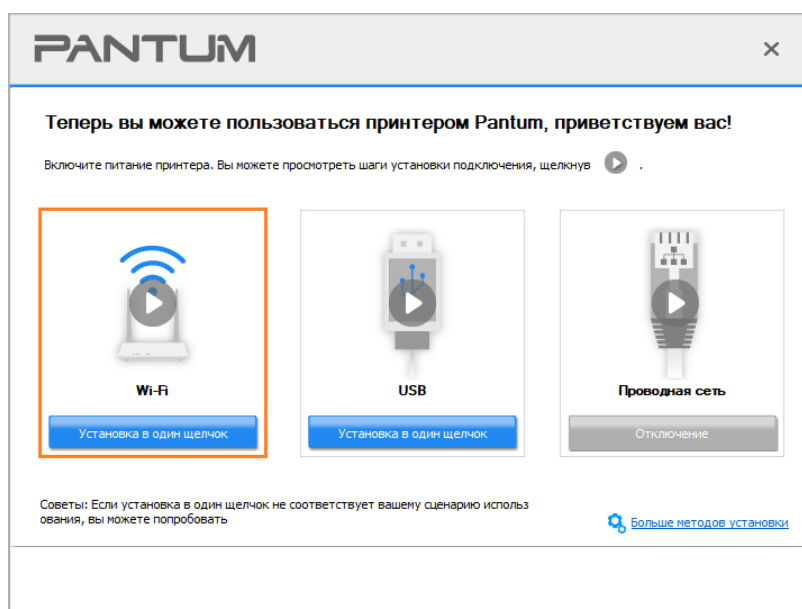 PANTUM
Теперь вы можете пользоваться принтером Pantum, приветствуем вас!
Включите питание принтера. Вы можете просмотреть шаги установки подключения, щелкнув .
Wi-Fi
Установка в один щелчок
USB
Установка в один щелчок
Проводная сеть
Отключение
Советы: Если установка в один щелчок не соответствует вашему сценарию использ
ования, вы можете попробовать
Больше методов установки